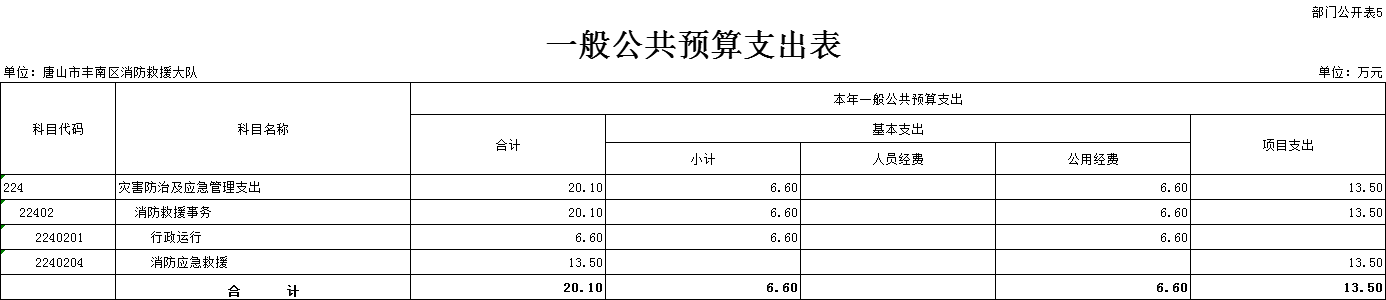 部门公开表5
一般公共预算支出表
单位：唐山市丰南区消防救援大队 单位：万元
科目代码 科目名称 本年一般公共预算支出
合计 基本支出 项目支出
小计 人员经费 公用经费
224 灾害防治及应急管理支出 20.10 6.60 6.60 13.50
22402 消防救援事务 20.10 6.60 6.60 13.50
2240201 行政运行 6.60 6.60 6.60
2240204 消防应急救援 13.50 13.50
合 计 20.10 6.60 6.60 13.50